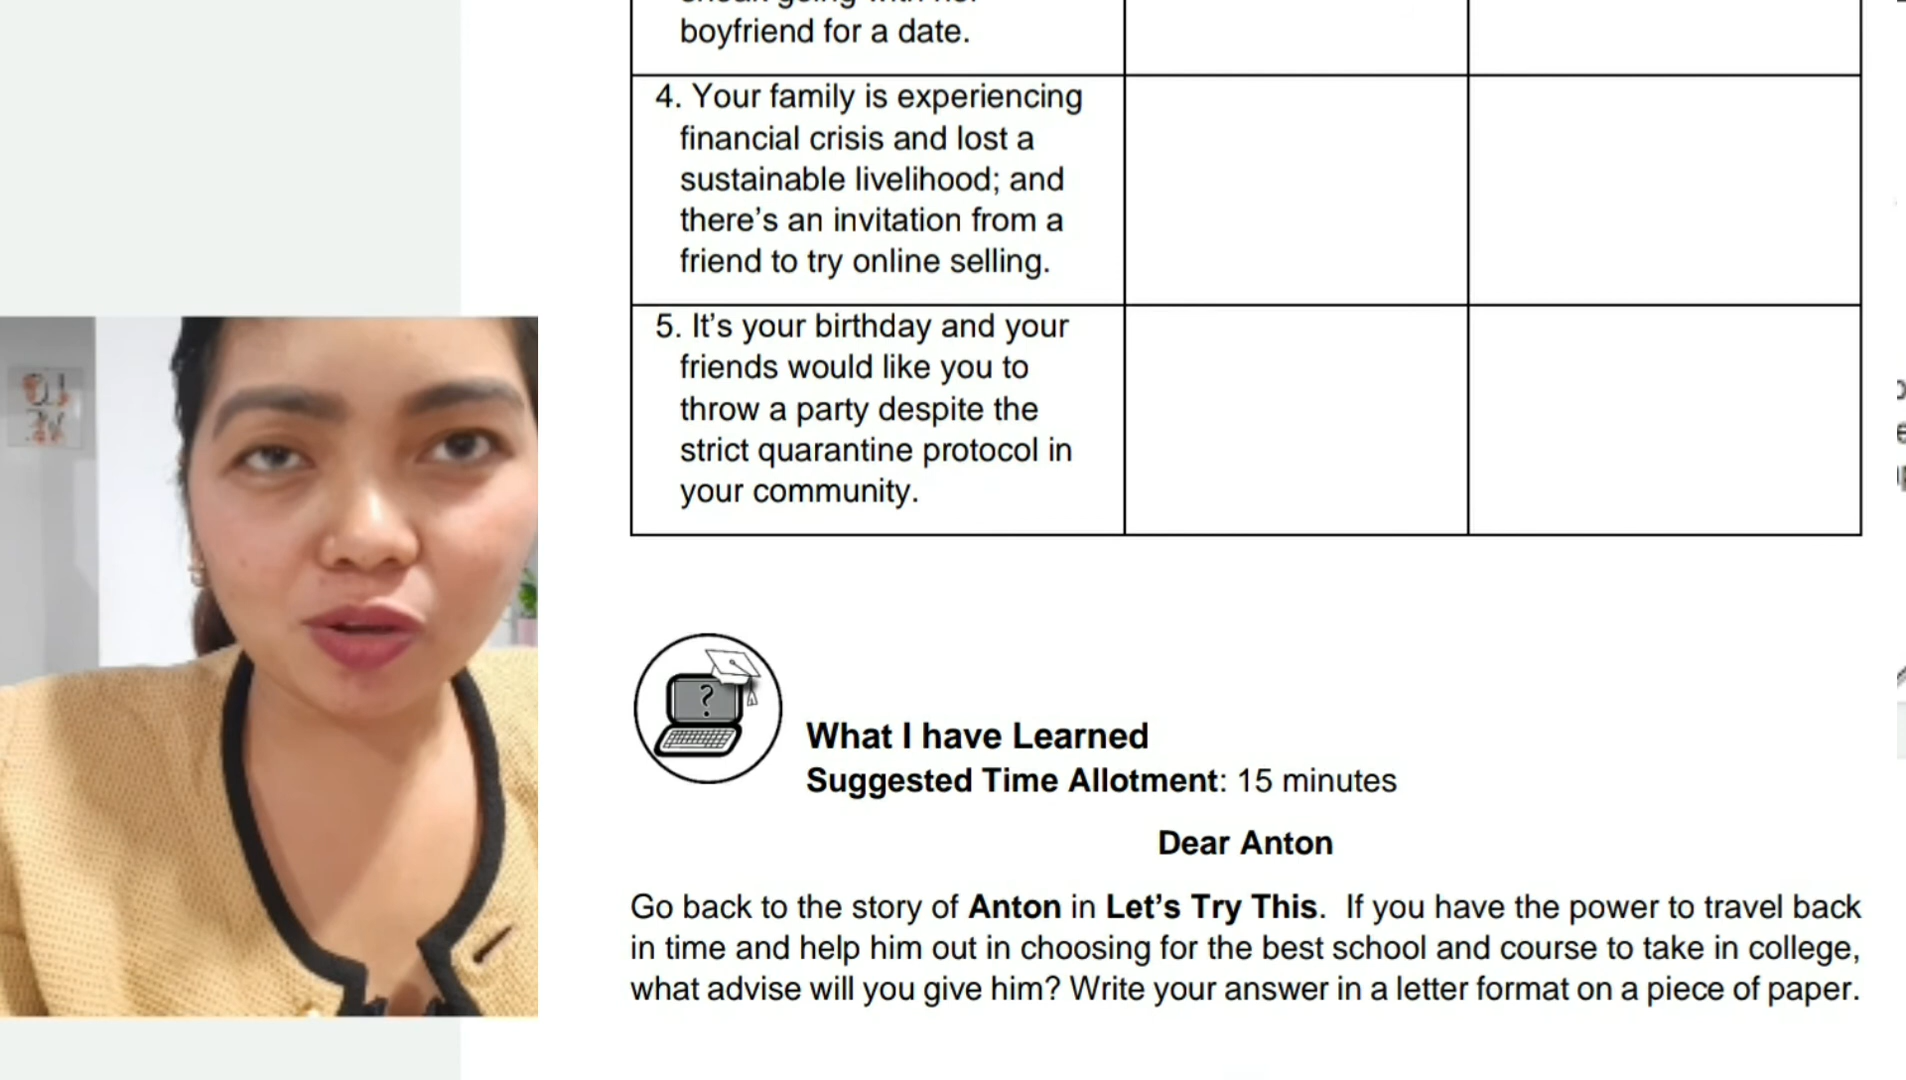 boyfriend for a date.
4. Your family is experiencing
financial crisis and lost a
sustainable livelihood; and
there’s an invitation from a
friend to try online selling.
5. It’s your birthday and your
friends would like you to
throw a party despite the
strict quarantine protocol in
your community.
?
What I have Learned
Suggested Time Allotment: 15 minutes
Dear Anton
Go back to the story of Anton in Let’s Try This. If you have the power to travel back
in time and help him out in choosing for the best school and course to take in college,
what advise will you give him? Write your answer in a letter format on a piece of paper.